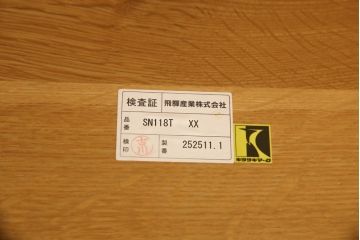 検査証 飛驒産業株式会社
品番 SN118T XX
検印 製番 252511.1
キツツキマーク